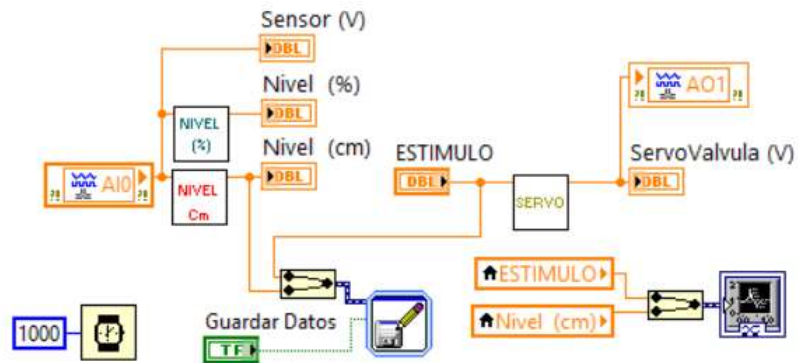 Sensor (V)
DBL
Nivel (%)
NIVEL
(%)
DBL
Nivel (cm)
ESTIMULO
AO1
ServoValvula (V)
AI0
NIVEL
Cm
DBL
DBL
SERVO
DBL
ESTIMULO
Nivel (cm)
1000
Guardar Datos
TF